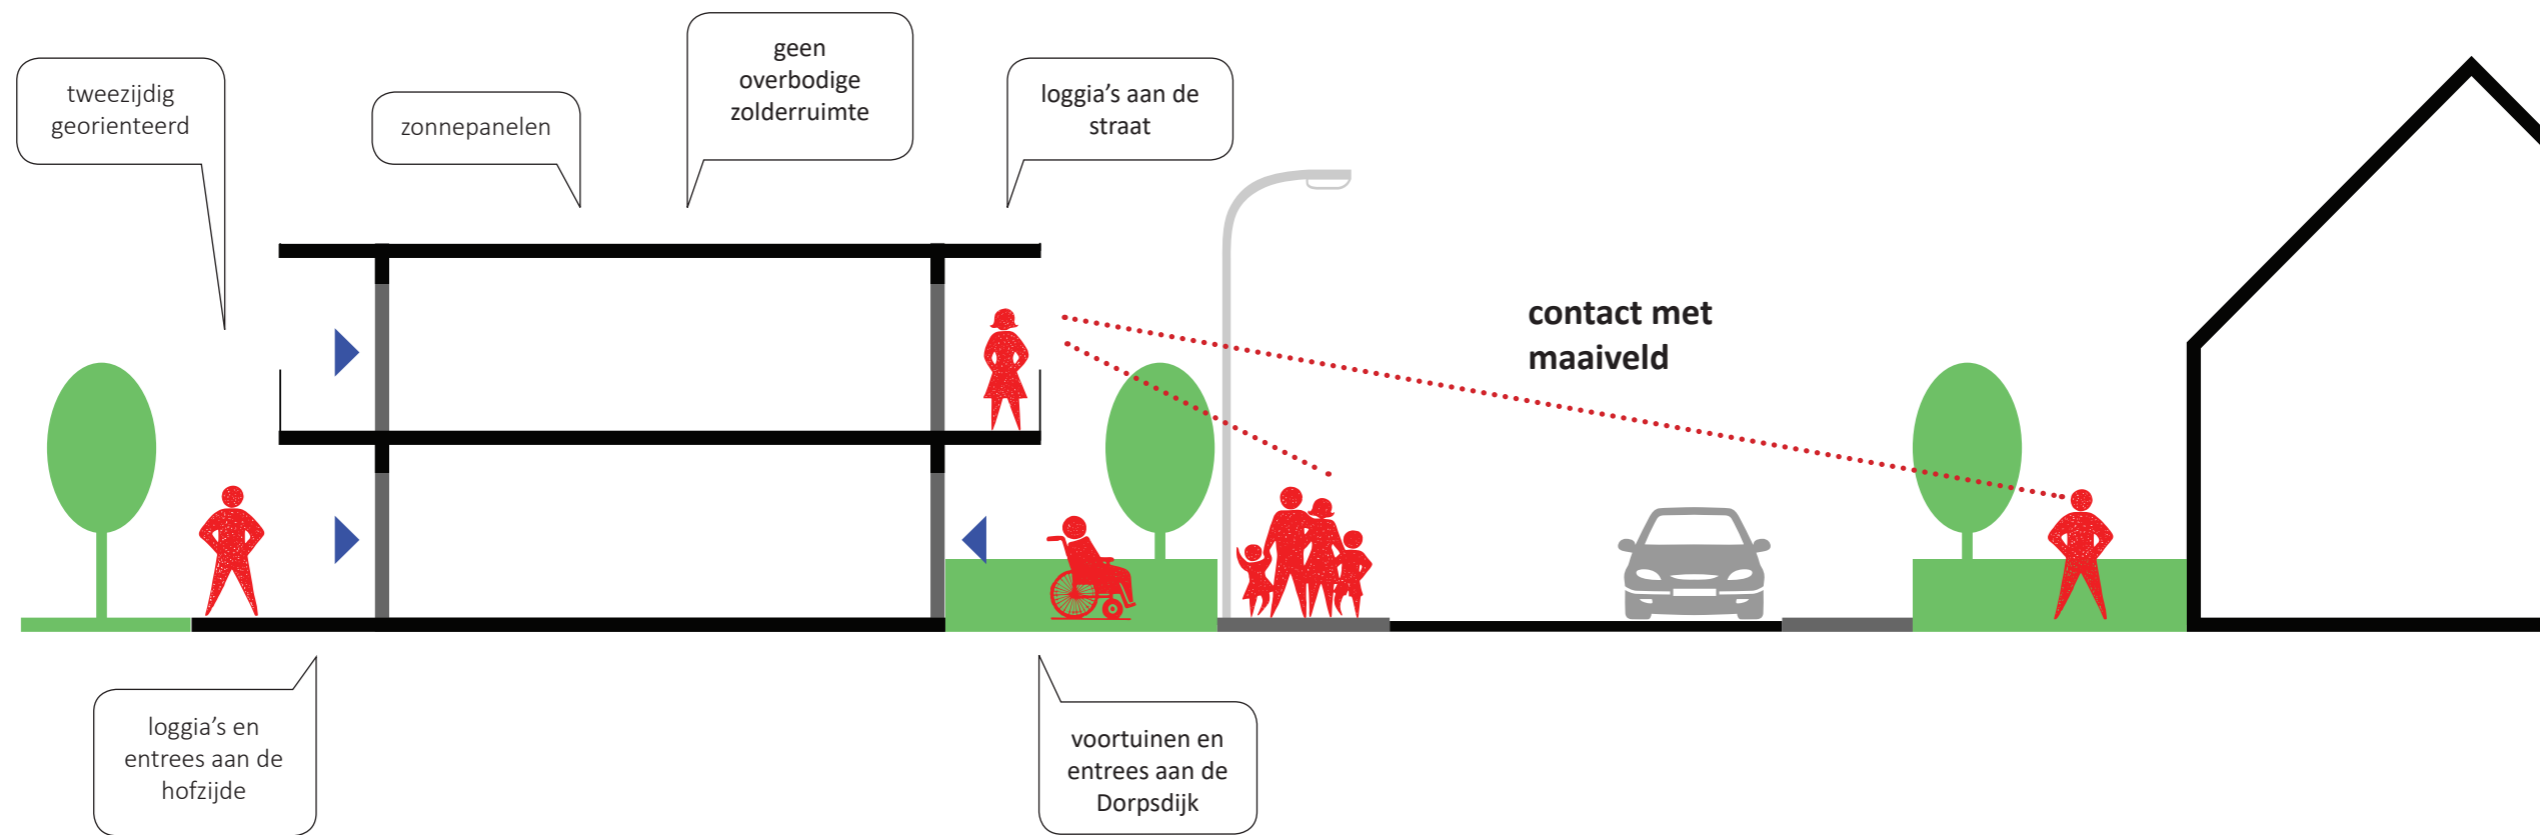 tweezijdig
georienteerd
zonnepanelen
geen
overbodige
zolderruimte
loggia’s aan de
straat
contact met
maaiveld
loggia’s en
entrees aan de
hofzijde
voortuinen en
entrees aan de
Dorpsdijk